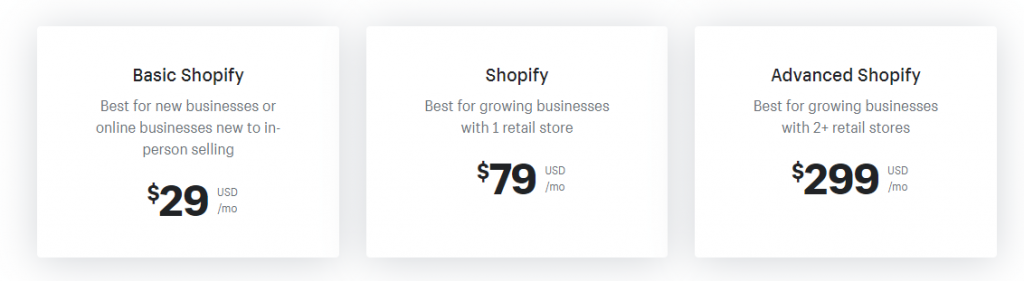 Basic Shopify
Best for new businesses or
online businesses new to in-
person selling
$29 USD
/mo
Shopify
Best for growing businesses
with 1 retail store
$79 USD
/mo
Advanced Shopify
Best for growing businesses
with 2+ retail stores
$299 USD
/mo